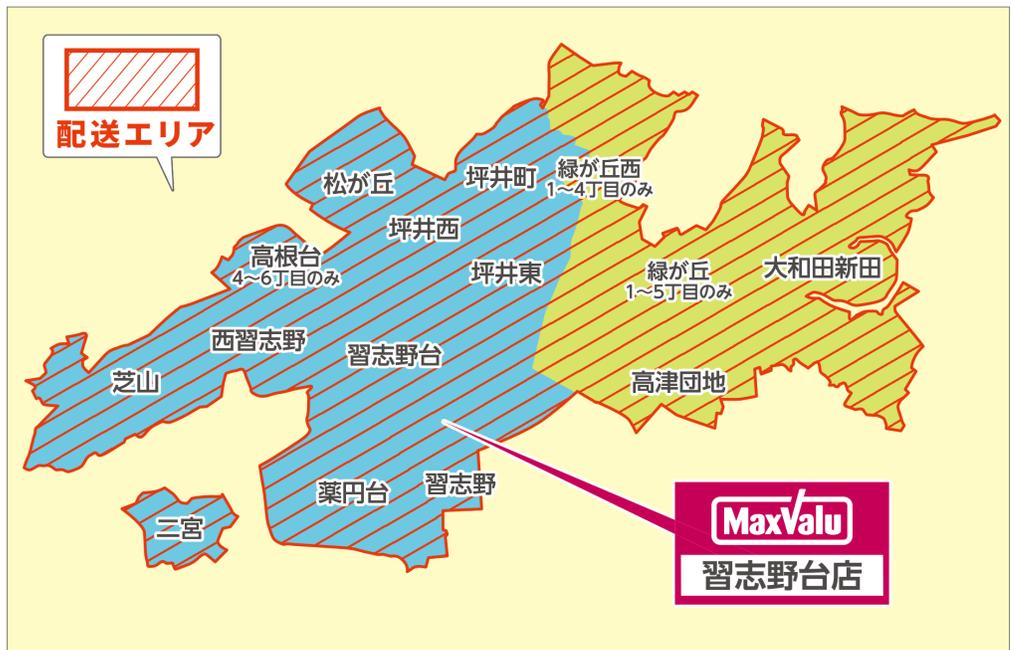 配送エリア
松が丘
坪井町
緑が丘西
1〜4丁目のみ
坪井西
高根台
4〜6丁目のみ
坪井東
緑が丘
1〜5丁目のみ
大和田新田
西習志野
習志野台
芝山
高津団地
薬円台
習志野
二宮
MaxValu
習志野台店